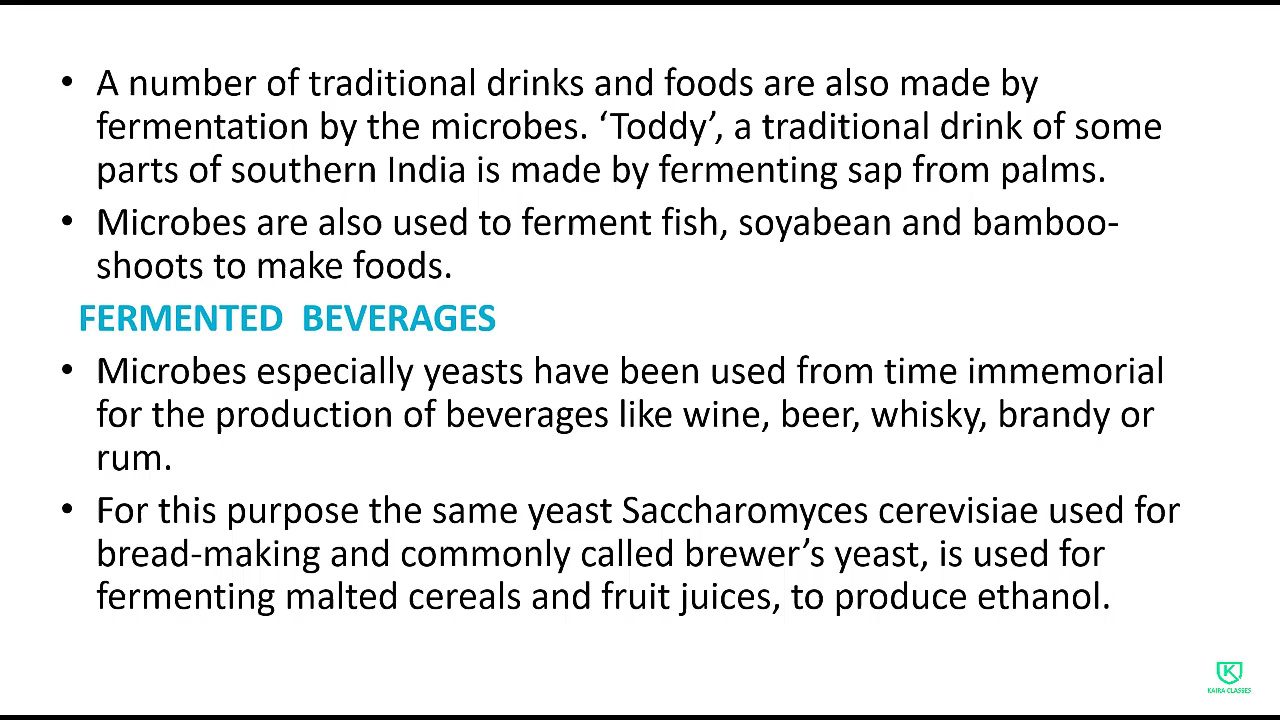 • A number of traditional drinks and foods are also made by
fermentation by the microbes. ‘Toddy’, a traditional drink of some
parts of southern India is made by fermenting sap from palms.
• Microbes are also used to ferment fish, soyabean and bamboo-
shoots to make foods.
FERMENTED BEVERAGES
• Microbes especially yeasts have been used from time immemorial
for the production of beverages like wine, beer, whisky, brandy or
rum.
• For this purpose the same yeast Saccharomyces cerevisiae used for
bread-making and commonly called brewer’s yeast, is used for
fermenting malted cereals and fruit juices, to produce ethanol.
K
KAIRA CLASSES